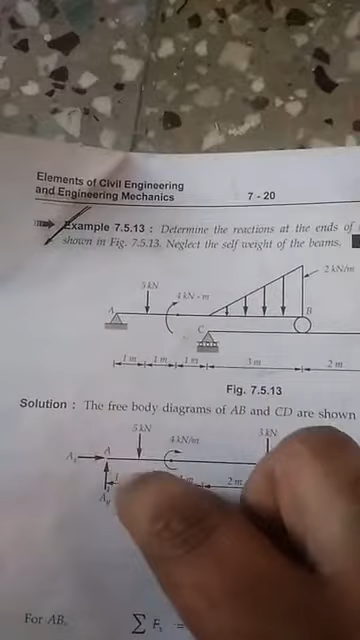 Elements of Civil Engineering
and Engineering Mechanics
7 - 20
Example 7.5.13 : Determine the reactions at the ends of
shown in Fig. 7.5.13. Neglect the self weight of the beams.
5 kN
4 kN - m
2 kN/m
A
B
C
1 m
1 m
1 m
3 m
2 m
Fig. 7.5.13
Solution : The free body diagrams of AB and CD are shown
5 kN
4 kN/m
3 kN
A
2 m
For AB,
∑ Fx =